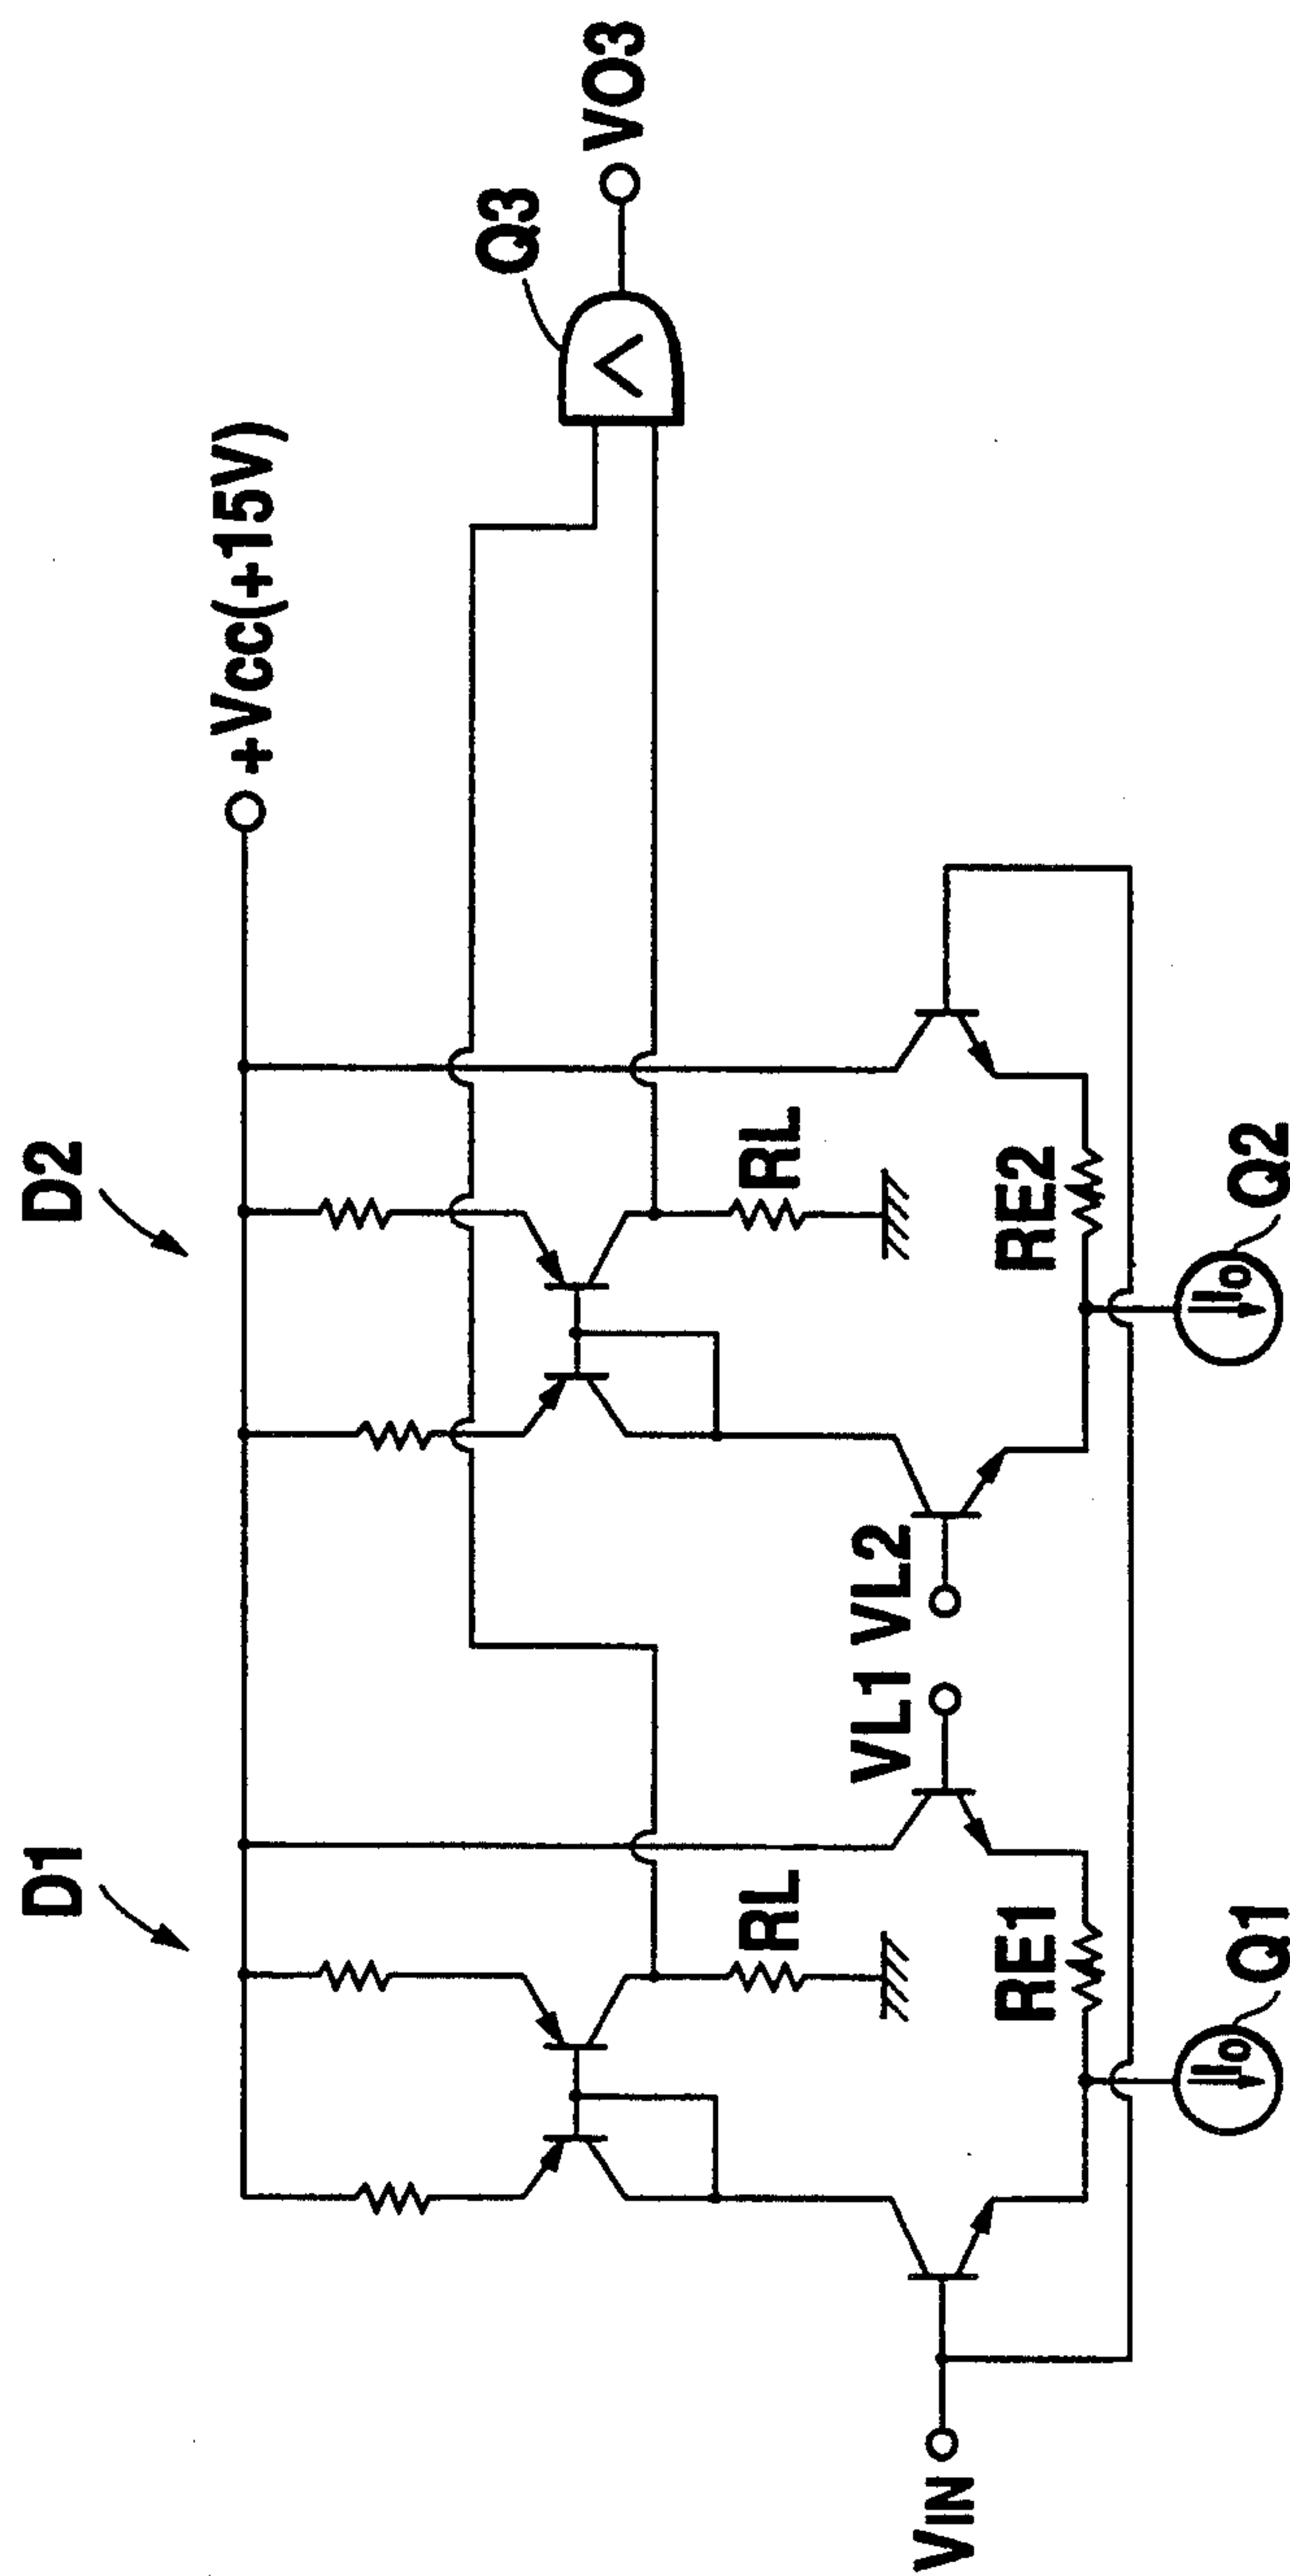 D1
D2
+Vcc(+15V)
Q3
VO3
RL
RL
VL1
VL2
RE1
RE2
VIN
Io
Q1
Io
Q2